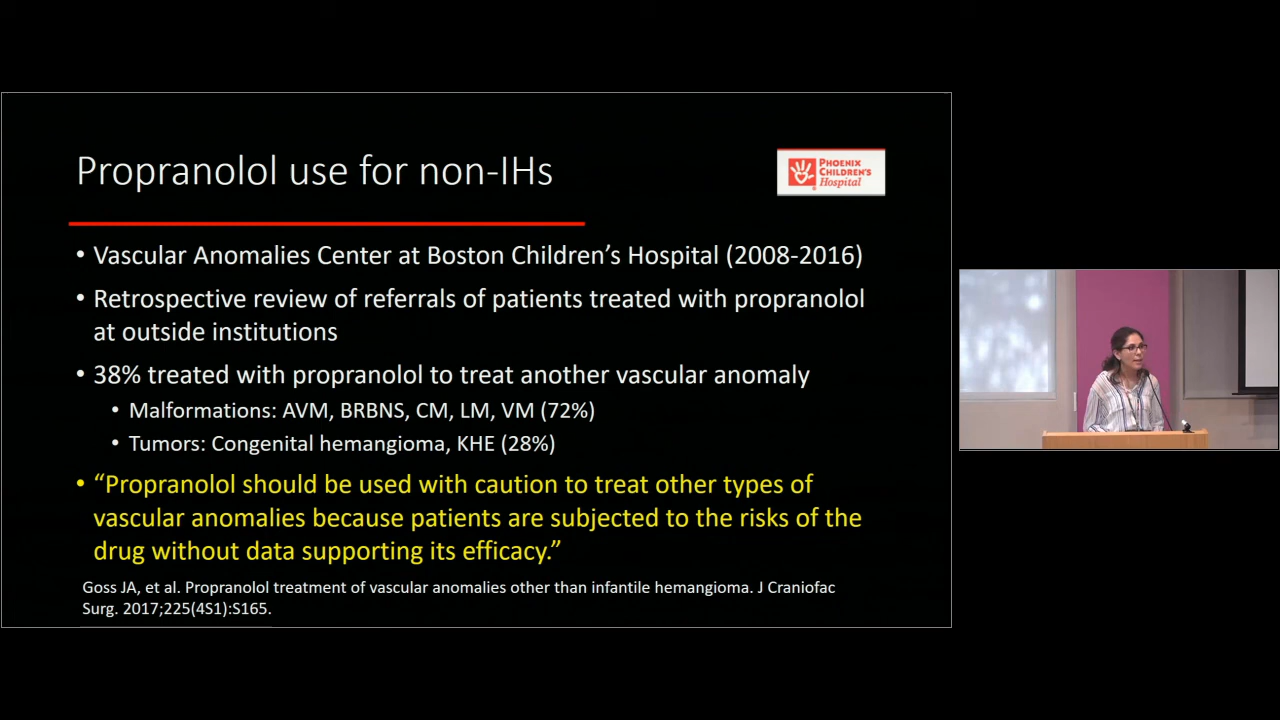 Propranolol use for non-IHs
PHOENIX
CHILDREN'S
Hospital
• Vascular Anomalies Center at Boston Children’s Hospital (2008-2016)
• Retrospective review of referrals of patients treated with propranolol
at outside institutions
• 38% treated with propranolol to treat another vascular anomaly
• Malformations: AVM, BRBNS, CM, LM, VM (72%)
• Tumors: Congenital hemangioma, KHE (28%)
• “Propranolol should be used with caution to treat other types of
vascular anomalies because patients are subjected to the risks of the
drug without data supporting its efficacy.”
Goss JA, et al. Propranolol treatment of vascular anomalies other than infantile hemangioma. J Craniofac
Surg. 2017;225(4S1):S165.